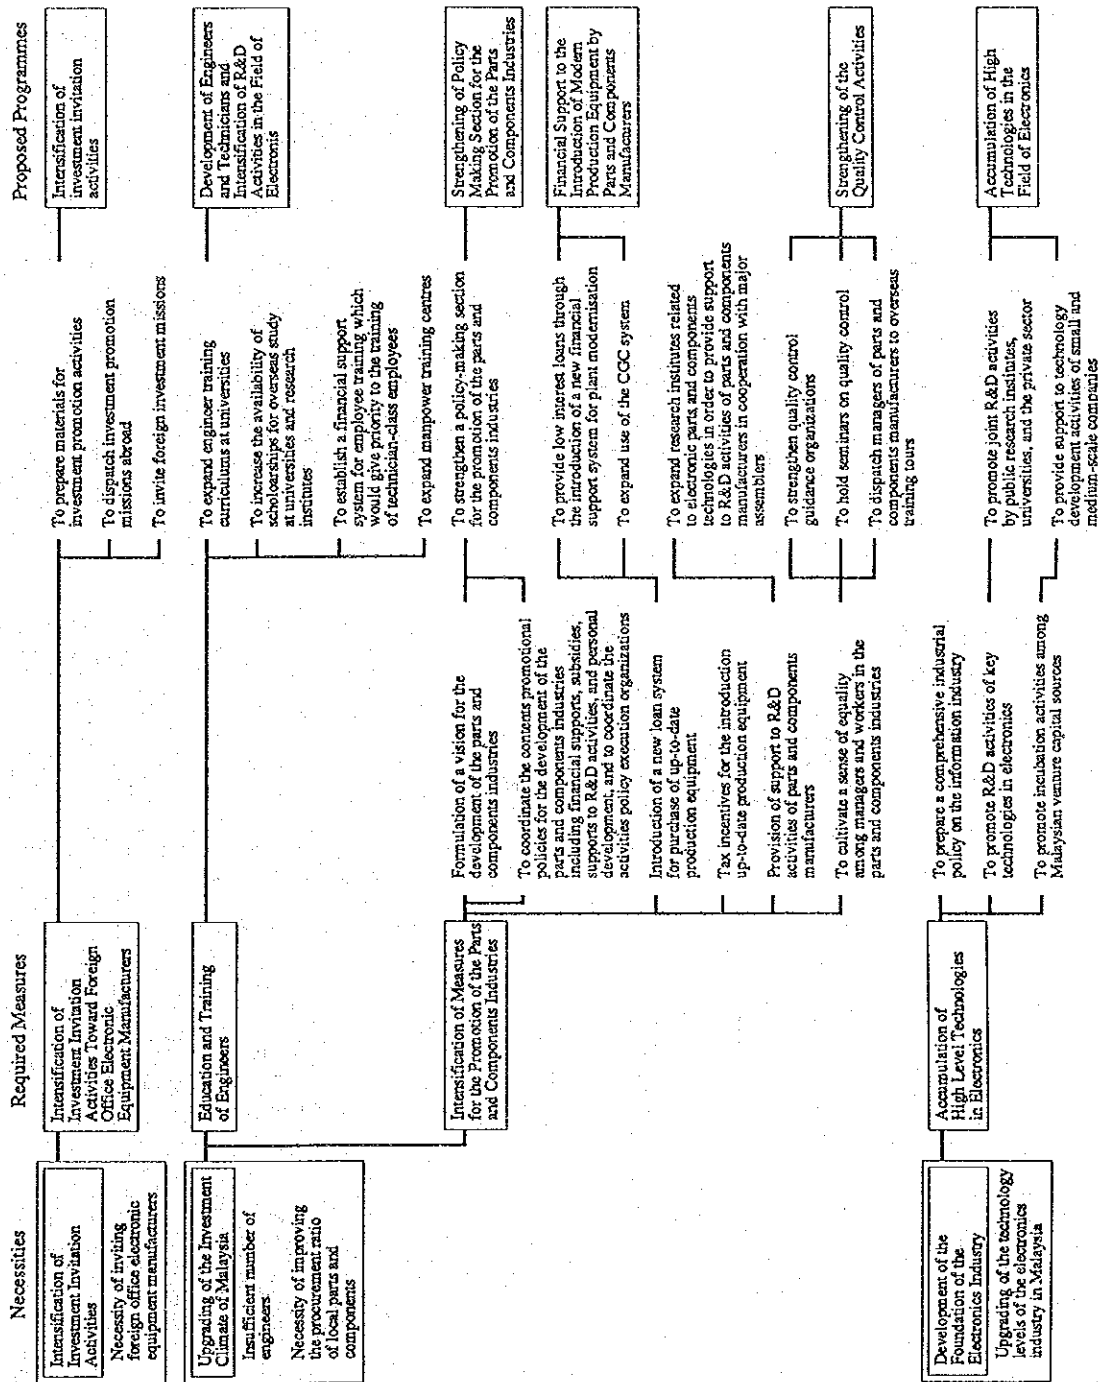 Necessities
Required Measures
Proposed Programmes
Intensification of
Investment Invitation
Activities
Necessity of inviting
foreign office electronic
equipment manufacturers
Intensification of
Investment Invitation
Activities Toward Foreign
Office Electronic
Equipment Manufacturers
To prepare materials for
investment promotion activities
To dispatch investment promotion
missions abroad
To invite foreign investment missions
Intensification of
investment invitation
activities
Upgrading of the Investment
Climate of Malaysia
Insufficient number of
engineers
Necessity of improving
the procurement ratio
of local parts and
components
Education and Training
of Engineers
To expand engineer training
curriculums at universities
To increase the availability of
scholoarships for overseas study
at universities and research
institutes
To establish a financial support
system for employee training which
would give priority to the training
of technician-class employees
To expand manpower training centres
Development of Engineers
and Technicians and
Intensification of R&D
Activities in the Field of
Electronis
Intensification of Measures
for the Promotion of the Parts
and Components Industries
Formulation of a vision for the
development of the parts and
components industries
To coordinate the contents promotional
policies for the development of the
parts and components industries
including financial supports, subsidies,
supports to R&D activities, and personal
development, and to coordinate the
activities policy execution organizations
Introduction of a new loan system
for purchase of up-to-date
production equipment
Tax incentives for the introduction
up-to-date production equipment
Provision of support to R&D
activities of parts and components
manufacturers
To cultivate a sense of equality
among managers and workers in the
parts and components industries
To strengthen a policy-making section
for the promotion of the parts and
components industries
To provide low interest loans through
the introduction of a new financial
support system for plant modernisation
To expand use of the CGC system
To expand research institutes related
to electronic parts, and components
technologies in order to provide support
to R&D activities of parts and components
manufacturers in cooperation with major
assemblers
To strengthen quality control
guidance organizations
To hold seminars on quality control
To dispatch managers of parts and
components manufacturers to overseas
training tours
Strengthening of Policy
Making Section for the
Promotion of the Parts
and Components Industries
Financial Support to the
Introduction of Modern
Production Equipment by
Parts and Components
Manufacturers
Strengthening of the
Quality Control Activities
Development of the
Foundation of the
Electronics Industry
Upgrading of the technology
levels of the electronics
industry in Malaysia
Accumulation of
High Level Technologies
in Electronics
To prepare a comprehensive industrial
policy on the information industry
To promote R&D activities of key
technologies in electronics
To promote incubation activities among
Malaysian venture capital sources
To promote joint R&D activities
by public research institutes,
universities, and the private sector
To provide support to technology
development activities of small and
medium-scale companies
Accumulation of High
Technologies in the
Field of Electronics